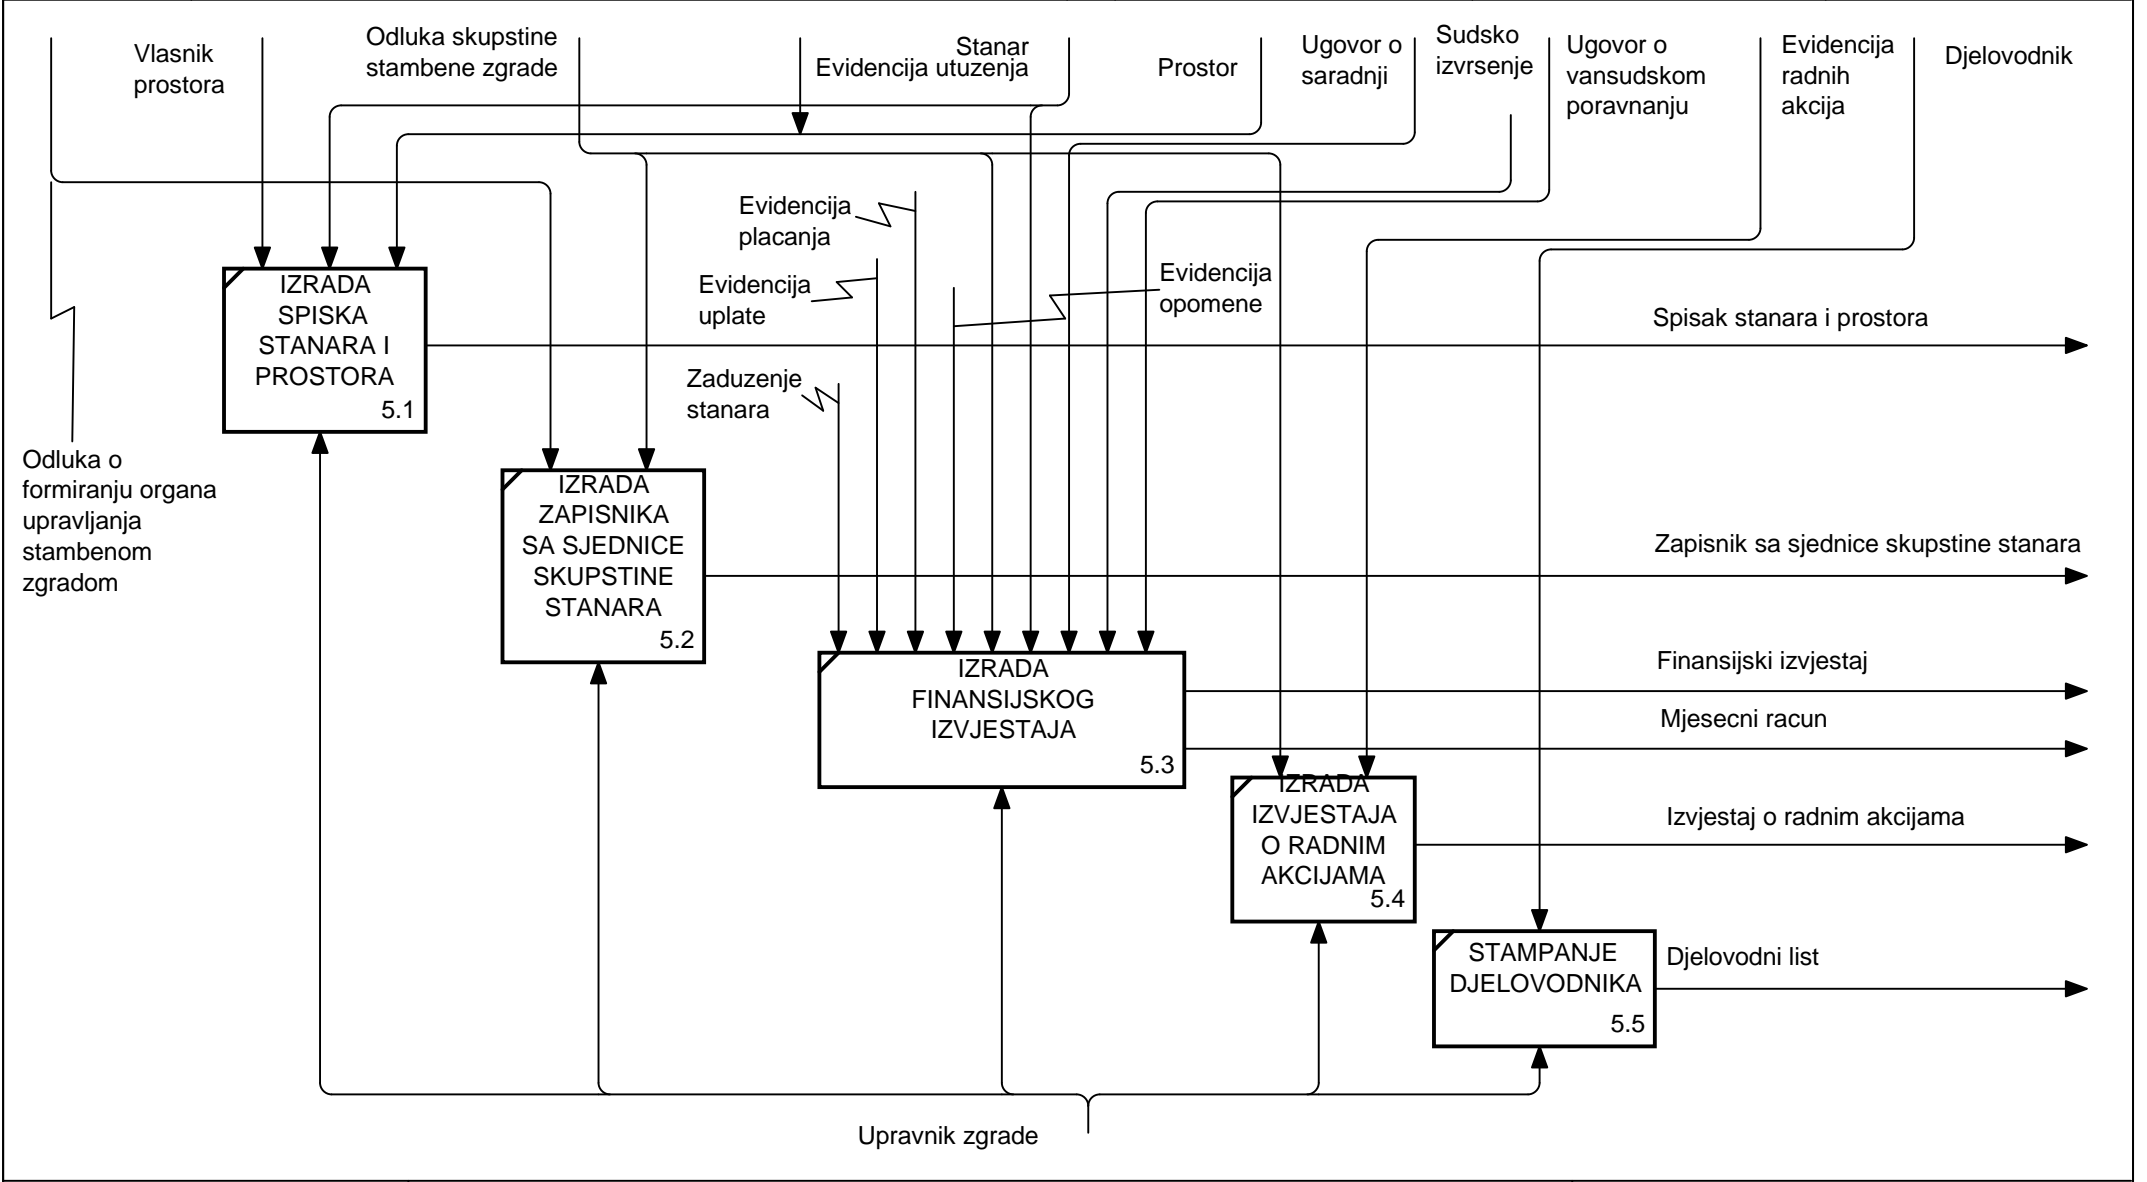 Vlasnik
prostora
Odluka skupstine
stambene zgrade
Stanar
Evidencija utuzenja
Prostor
Ugovor o
saradnji
Sudsko
izvrsenje
Ugovor o
vansudskom
poravnanju
Evidencija
radnih
akcija
Djelovodnik
Evidencija
placanja
Evidencija
uplate
Evidencija
opomene
Zaduzenje
stanara
Odluka o
formiranju organa
upravljanja
stambenom
zgradom
IZRADA
SPISKA
STANARA I
PROSTORA
5.1
Spisak stanara i prostora
IZRADA
ZAPISNIKA
SA SJEDNICE
SKUPSTINE
STANARA
5.2
Zapisnik sa sjednice skupstine stanara
IZRADA
FINANSIJSKOG
IZVJESTAJA
5.3
Finansijski izvjestaj
Mjesecni racun
IZRADA
IZVJESTAJA
O RADNIM
AKCIJAMA
5.4
Izvjestaj o radnim akcijama
STAMPANJE
DJELOVODNIKA
5.5
Djelovodni list
Upravnik zgrade